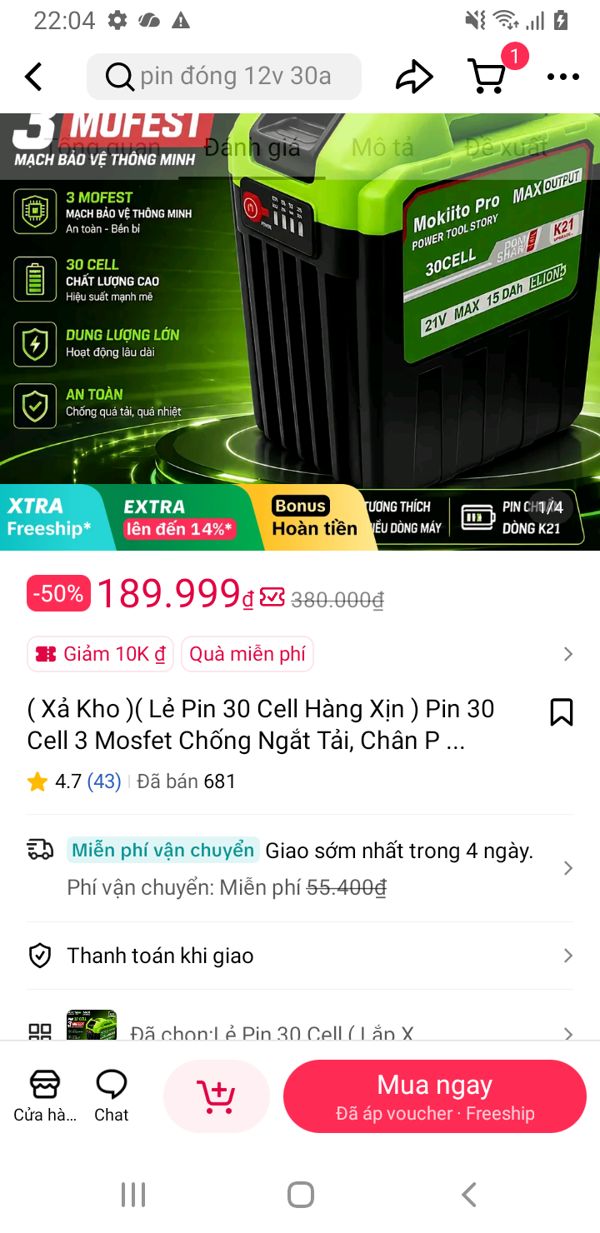 22:04
pin đóng 12v 30a
1
3 MOFEST
MẠCH BẢO VỆ THÔNG MINH
Tổng quan Đánh giá Mô tả Đề xuất
3 MOFEST
MẠCH BẢO VỆ THÔNG MINH
An toàn - Bền bỉ
30 CELL
CHẤT LƯỢNG CAO
Hiệu suất mạnh mẽ
DUNG LƯỢNG LỚN
Hoạt động lâu dài
AN TOÀN
Chống quá tải, quá nhiệt
Mokiito Pro
POWER TOOL STORY
MAX OUTPUT
30CELL
K21
21V MAX 15 DAh
XTRA
Freeship*
EXTRA
lên đến 14%*
Bonus
Hoàn tiền
ƯƠNG THÍCH
IỀU DÒNG MÁY
PIN
DÒNG K21
1/4
-50% 189.999đ 380.000đ
Giảm 10K đ
Quà miễn phí
( Xả Kho )( Lẻ Pin 30 Cell Hàng Xịn ) Pin 30
Cell 3 Mosfet Chống Ngắt Tải, Chân P ...
4.7 (43) Đã bán 681
Miễn phí vận chuyển Giao sớm nhất trong 4 ngày.
Phí vận chuyển: Miễn phí 55.400đ
Thanh toán khi giao
Đã chọn:Lẻ Pin 30 Cell ( Lắp X
Cửa hà...
Chat
Mua ngay
Đã áp voucher · Freeship